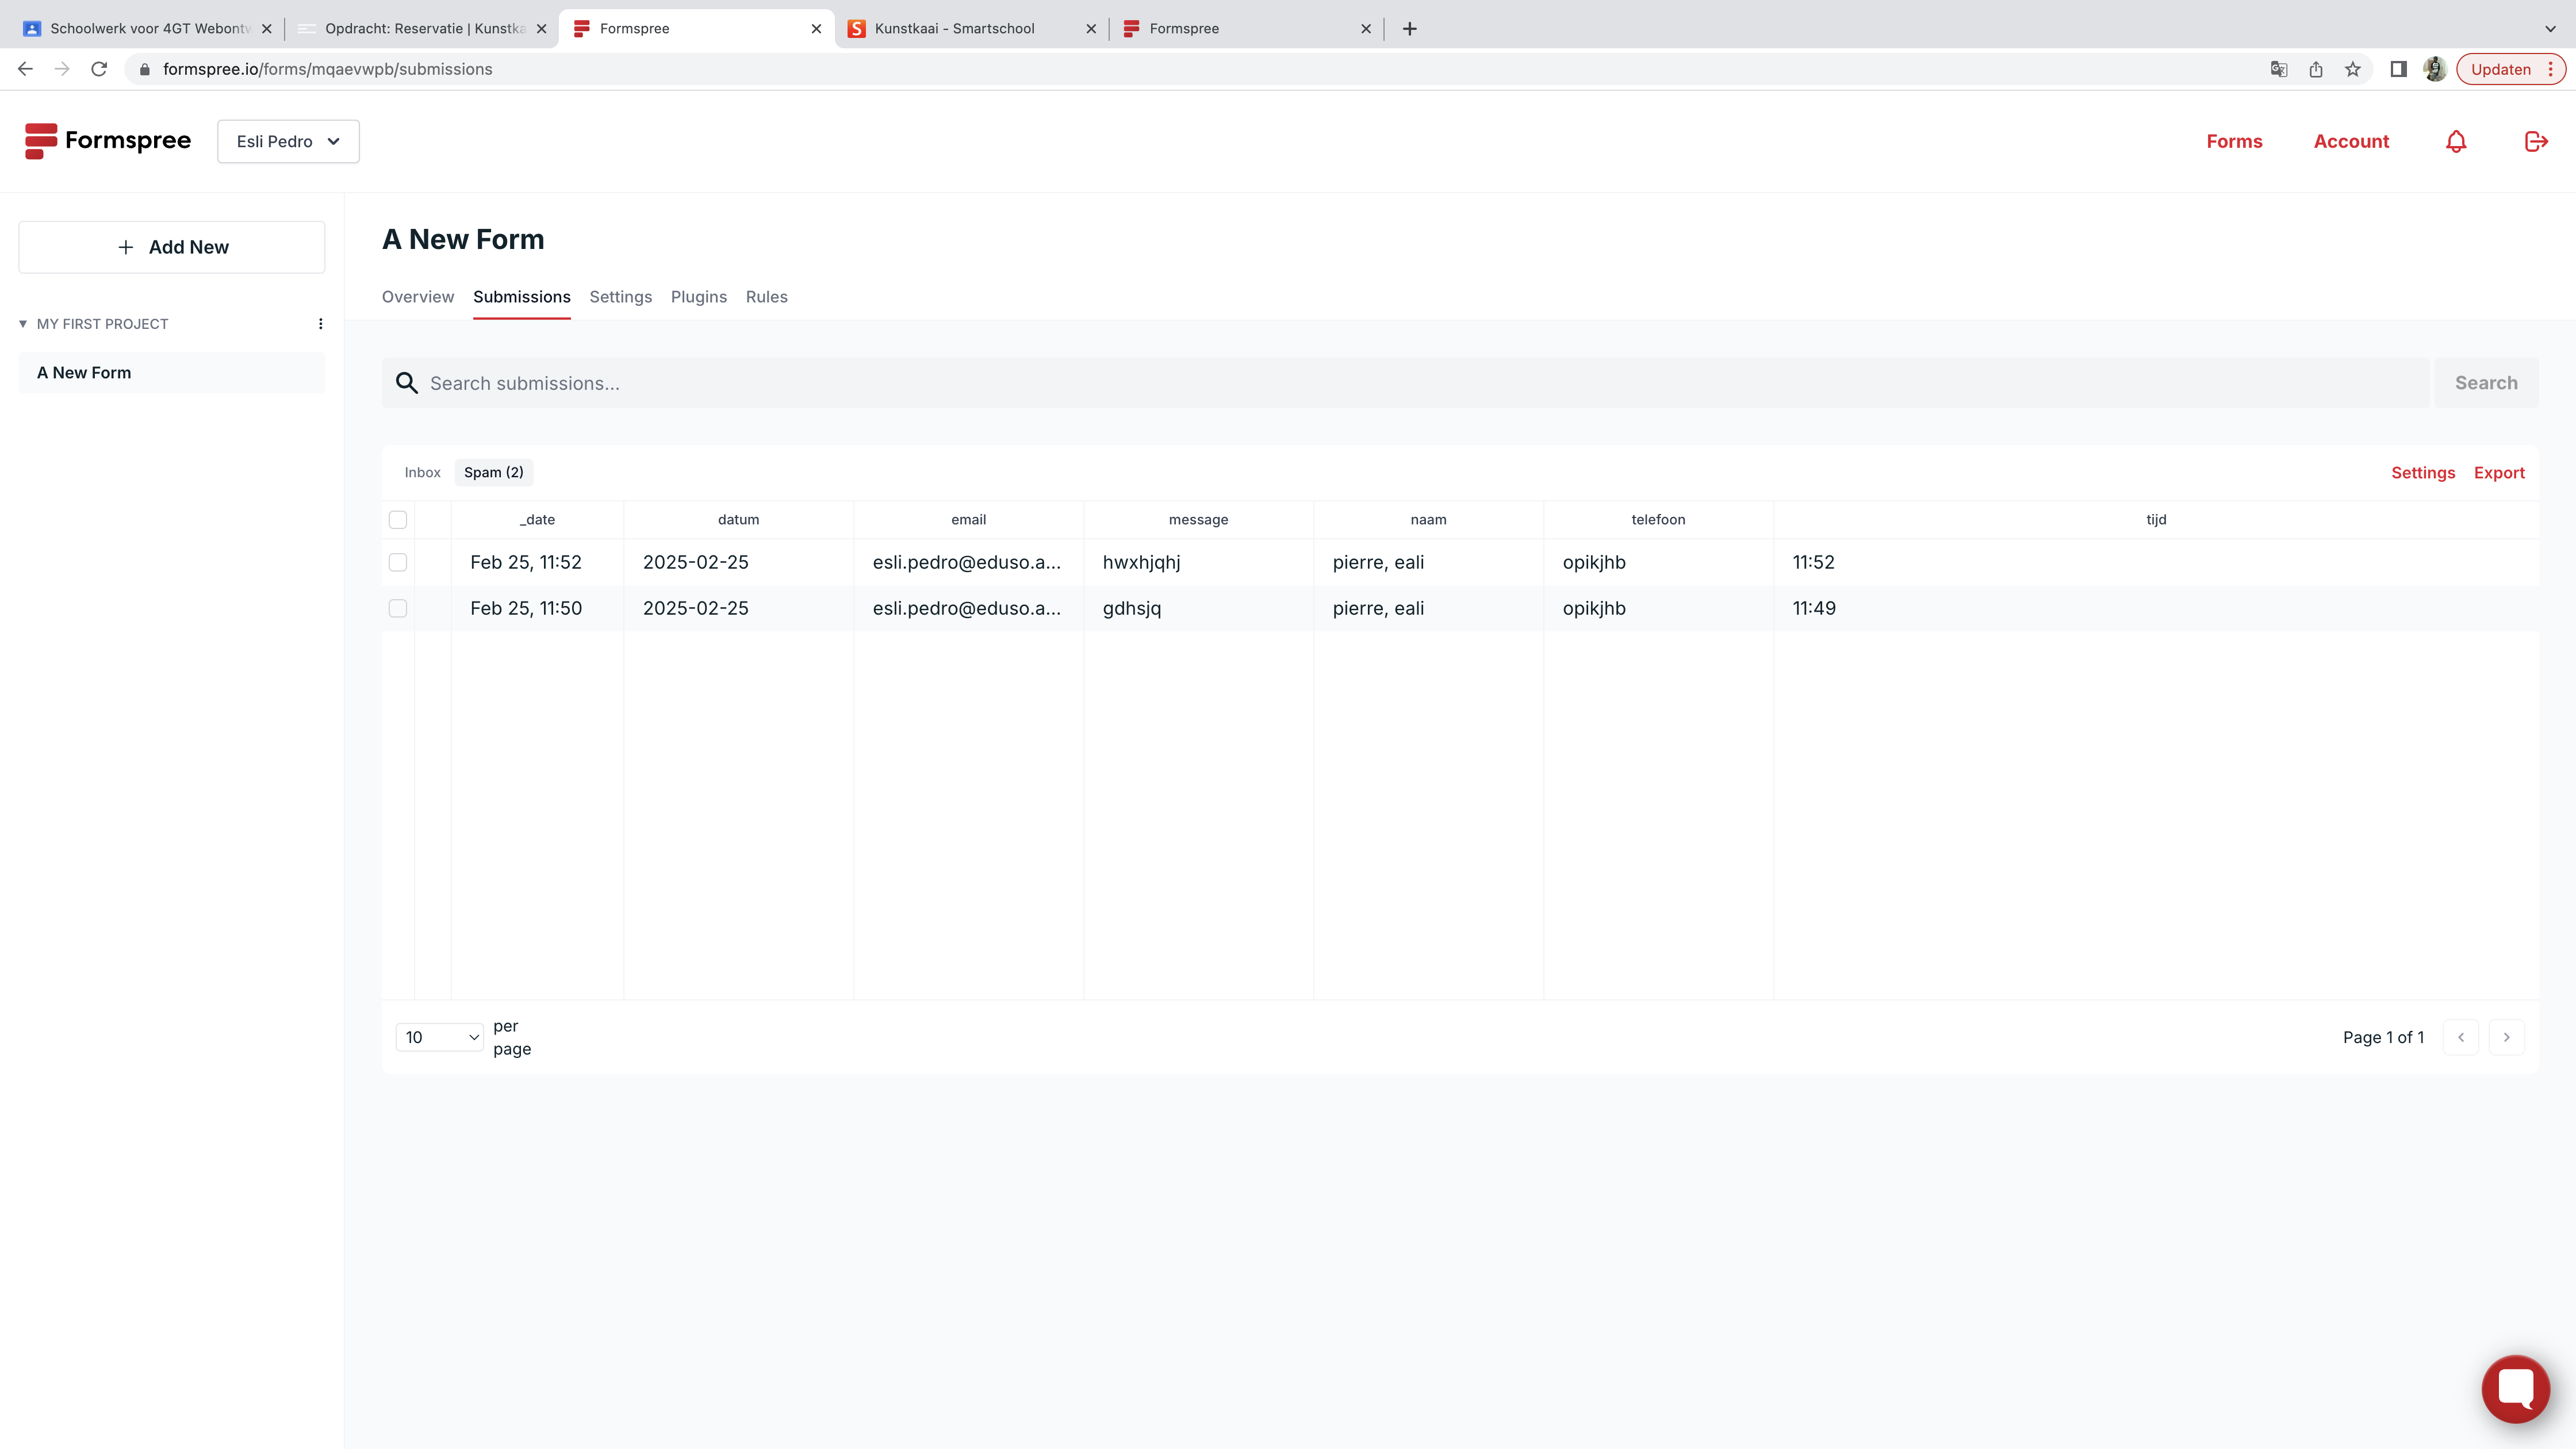 Schoolwerk voor 4GT Webontw
Opdracht: Reservatie | Kunstka
Formspree
Kunstkaai - Smartschool
Formspree
formspree.io/forms/mqaevwpb/submissions
Updaten
Formspree
Esli Pedro
Forms
Account
Add New
A New Form
Overview
Submissions
Settings
Plugins
Rules
MY FIRST PROJECT
A New Form
Search submissions...
Search
Inbox
Spam (2)
Settings
Export
_date datum email message naam telefoon tijd
Feb 25, 11:52 2025-02-25 esli.pedro@eduso.a... hwxhjqhj pierre, eali opikjhb 11:52
Feb 25, 11:50 2025-02-25 esli.pedro@eduso.a... gdhsjq pierre, eali opikjhb 11:49
10
per
page
Page 1 of 1